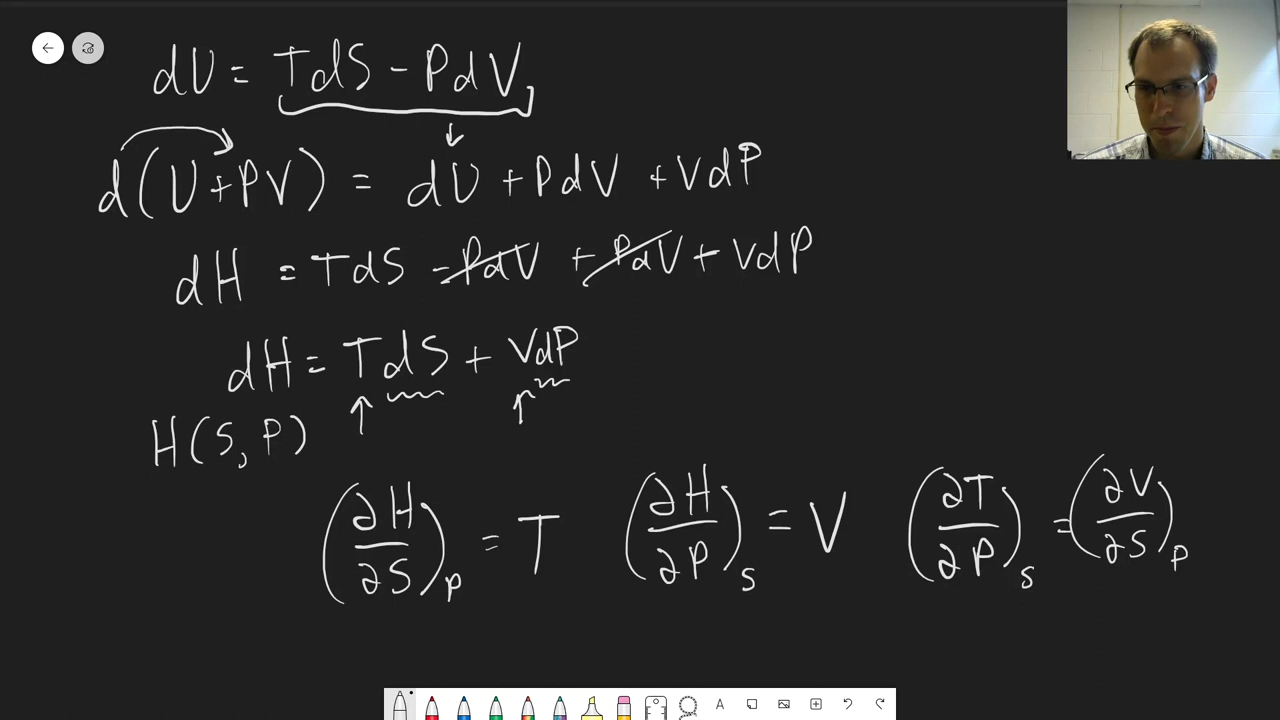 dU = TdS - PdV,
d(U+PV) = dU + PdV + VdP
dH = TdS - PdV + PdV + VdP
dH = TdS + VdP
H(S, P)
(∂H/∂S)_P = T (∂H/∂P)_S = V (∂T/∂P)_S = (∂V/∂S)_P
A